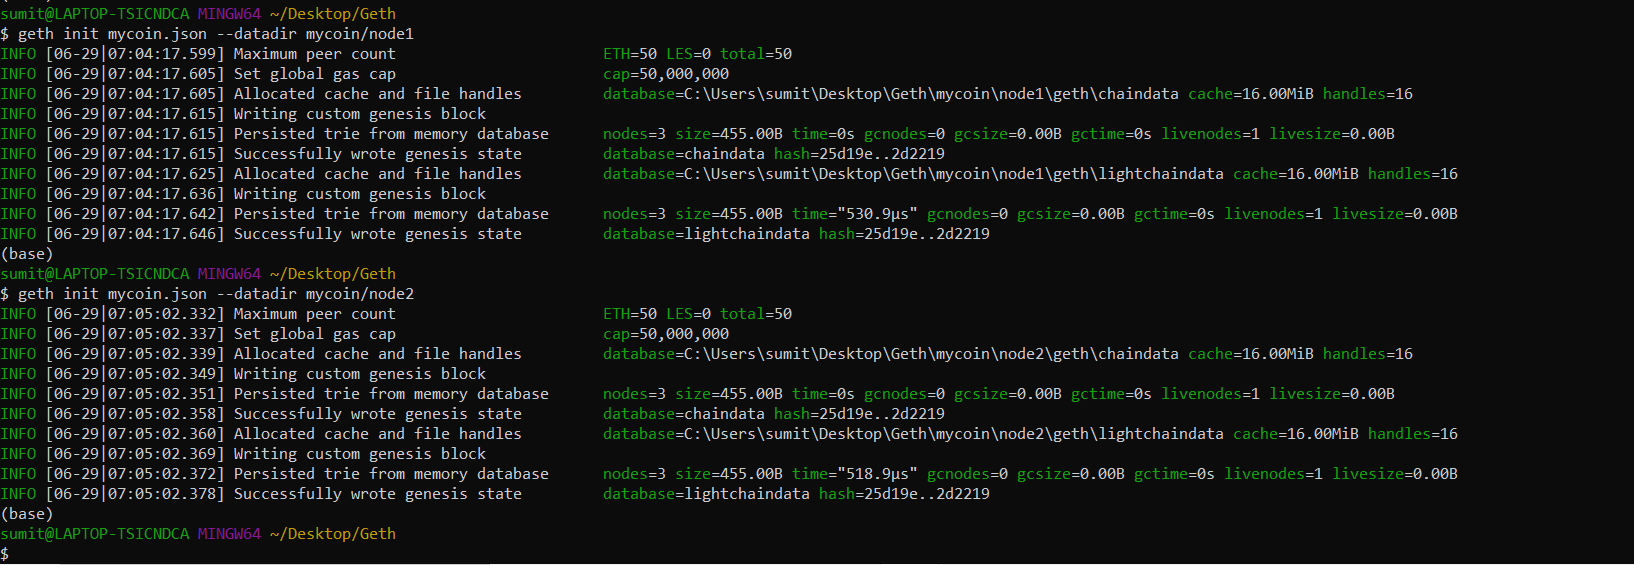 sumit@LAPTOP-TSICNDCA MINGW64 ~/Desktop/Geth
$ geth init mycoin.json --datadir mycoin/node1
INFO [06-29|07:04:17.599] Maximum peer count                       ETH=50 LES=0 total=50
INFO [06-29|07:04:17.605] Set global gas cap                       cap=50,000,000
INFO [06-29|07:04:17.605] Allocated cache and file handles         database=C:\Users\sumit\Desktop\Geth\mycoin\node1\geth\chaindata cache=16.00MiB handles=16
INFO [06-29|07:04:17.615] Writing custom genesis block
INFO [06-29|07:04:17.615] Persisted trie from memory database      nodes=3 size=455.00B time=0s gcnodes=0 gcsize=0.00B gctime=0s livenodes=1 livesize=0.00B
INFO [06-29|07:04:17.615] Successfully wrote genesis state         database=chaindata hash=25d19e..2d2219
INFO [06-29|07:04:17.625] Allocated cache and file handles         database=C:\Users\sumit\Desktop\Geth\mycoin\node1\geth\lightchaindata cache=16.00MiB handles=16
INFO [06-29|07:04:17.636] Writing custom genesis block
INFO [06-29|07:04:17.642] Persisted trie from memory database      nodes=3 size=455.00B time="530.9µs" gcnodes=0 gcsize=0.00B gctime=0s livenodes=1 livesize=0.00B
INFO [06-29|07:04:17.646] Successfully wrote genesis state         database=lightchaindata hash=25d19e..2d2219
(base)
sumit@LAPTOP-TSICNDCA MINGW64 ~/Desktop/Geth
$ geth init mycoin.json --datadir mycoin/node2
INFO [06-29|07:05:02.332] Maximum peer count                       ETH=50 LES=0 total=50
INFO [06-29|07:05:02.337] Set global gas cap                       cap=50,000,000
INFO [06-29|07:05:02.339] Allocated cache and file handles         database=C:\Users\sumit\Desktop\Geth\mycoin\node2\geth\chaindata cache=16.00MiB handles=16
INFO [06-29|07:05:02.349] Writing custom genesis block
INFO [06-29|07:05:02.351] Persisted trie from memory database      nodes=3 size=455.00B time=0s gcnodes=0 gcsize=0.00B gctime=0s livenodes=1 livesize=0.00B
INFO [06-29|07:05:02.358] Successfully wrote genesis state         database=chaindata hash=25d19e..2d2219
INFO [06-29|07:05:02.360] Allocated cache and file handles         database=C:\Users\sumit\Desktop\Geth\mycoin\node2\geth\lightchaindata cache=16.00MiB handles=16
INFO [06-29|07:05:02.369] Writing custom genesis block
INFO [06-29|07:05:02.372] Persisted trie from memory database      nodes=3 size=455.00B time="518.9µs" gcnodes=0 gcsize=0.00B gctime=0s livenodes=1 livesize=0.00B
INFO [06-29|07:05:02.378] Successfully wrote genesis state         database=lightchaindata hash=25d19e..2d2219
(base)
sumit@LAPTOP-TSICNDCA MINGW64 ~/Desktop/Geth
$